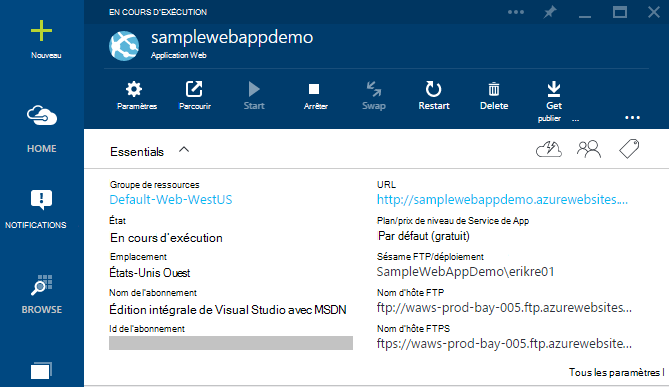 EN COURS D'EXÉCUTION
samplewebappdemo
Application Web
Nouveau
HOME
NOTIFICATIONS
BROWSE
Paramètres
Parcourir
Start
Arrêter
Swap
Restart
Delete
Get
publier ...
Essentials
Groupe de ressources
Default-Web-WestUS
État
En cours d'exécution
Emplacement
États-Unis Ouest
Nom de l'abonnement
Édition intégrale de Visual Studio avec MSDN
Id de l'abonnement
URL
http://samplewebappdemo.azurewebsites....
Plan/prix de niveau de Service de App
Par défaut (gratuit)
Sésame FTP/déploiement
SampleWebAppDemo\erikre01
Nom d'hôte FTP
ftp://waws-prod-bay-005.ftp.azurewebsites...
Nom d'hôte FTPS
ftps://waws-prod-bay-005.ftp.azurewebsit...
Tous les paramètres